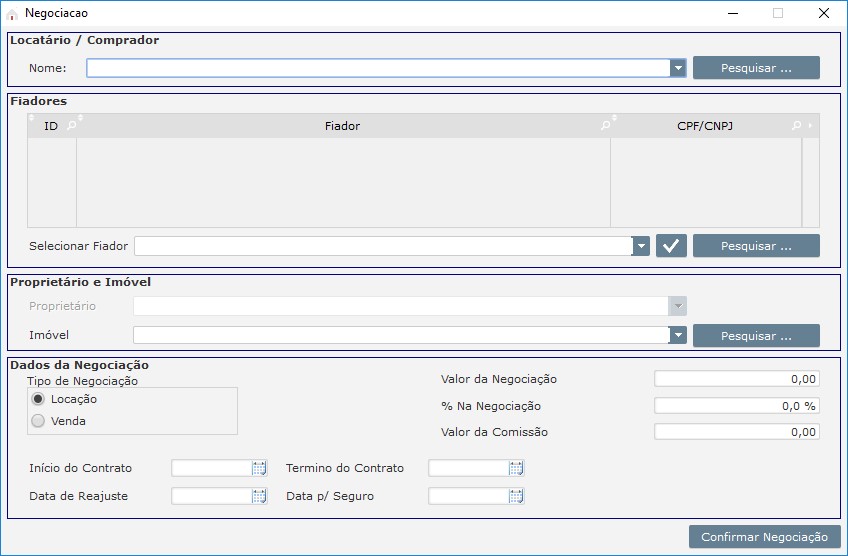 Negociacao
Locatário / Comprador
Nome:
Pesquisar ...
Fiadores
ID Fiador CPF/CNPJ
Selecionar Fiador
Pesquisar ...
Proprietário e Imóvel
Proprietário
Imóvel
Pesquisar ...
Dados da Negociação
Tipo de Negociação
Locação
Venda
Valor da Negociação 0,00
% Na Negociação 0,0 %
Valor da Comissão 0,00
Início do Contrato Termino do Contrato
Data de Reajuste Data p/ Seguro
Confirmar Negociação